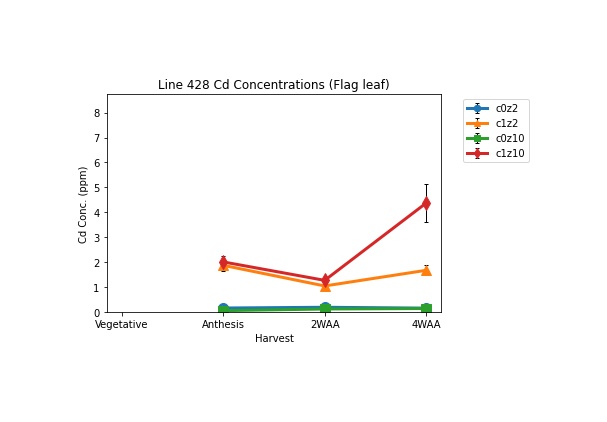 Line 428 Cd Concentrations (Flag leaf)
c0z2
c1z2
c0z10
c1z10
Cd Conc. (ppm)
8
7
6
5
4
3
2
1
0
Vegetative Anthesis 2WAA 4WAA
Harvest